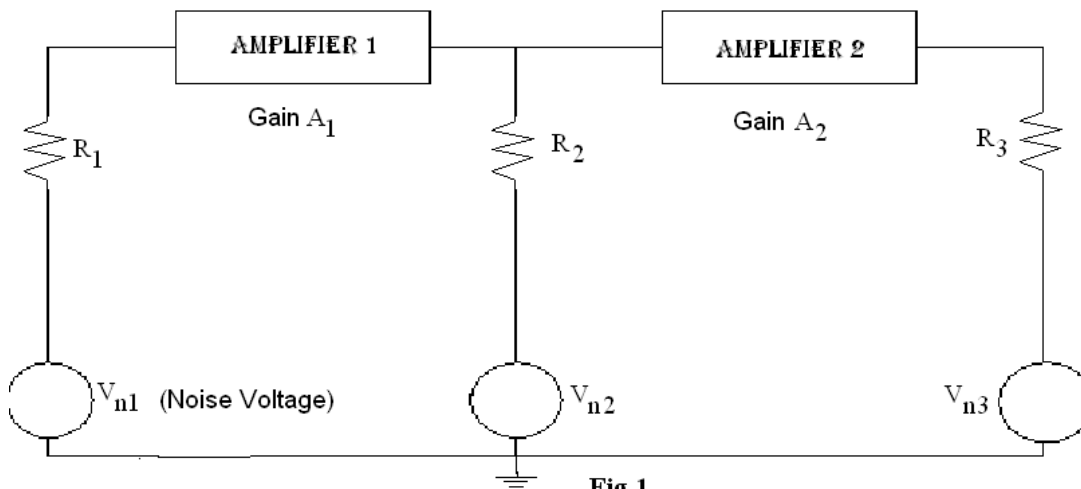 AMPLIFIER 1
AMPLIFIER 2
Gain A1
Gain A2
R1
R2
R3
Vn1 (Noise Voltage)
Vn2
Vn3
Fig 1